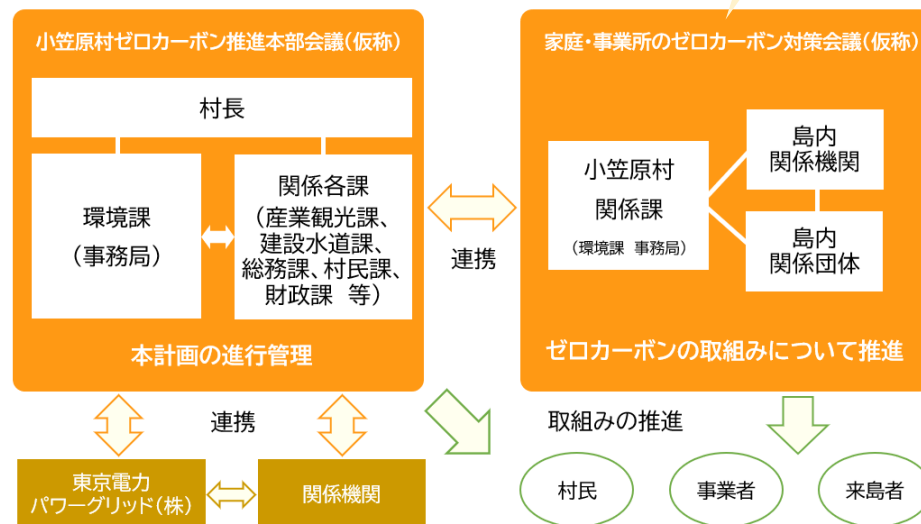 小笠原村ゼロカーボン推進本部会議(仮称)
村長
環境課
(事務局)
関係各課
(産業観光課、
建設水道課、
総務課、村民課、
財政課 等)
本計画の進行管理
連携
家庭・事業所のゼロカーボン対策会議(仮称)
小笠原村
関係課
(環境課 事務局)
島内
関係機関
島内
関係団体
ゼロカーボンの取組みについて推進
連携
東京電力
パワーグリッド(株)
関係機関
取組みの推進
村民
事業者
来島者